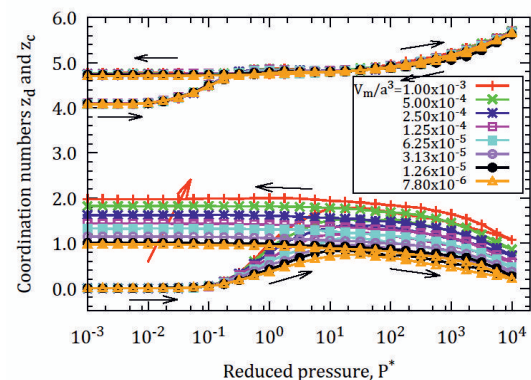 Coordination numbers z_d and z_c
6.0
5.0
4.0
3.0
2.0
1.0
0.0
V_m/a^3=1.00x10^-3
5.00x10^-4
2.50x10^-4
1.25x10^-4
6.25x10^-5
3.13x10^-5
1.26x10^-5
7.80x10^-6
10^-3 10^-2 10^-1 10^0 10^1 10^2 10^3 10^4
Reduced pressure, P^*